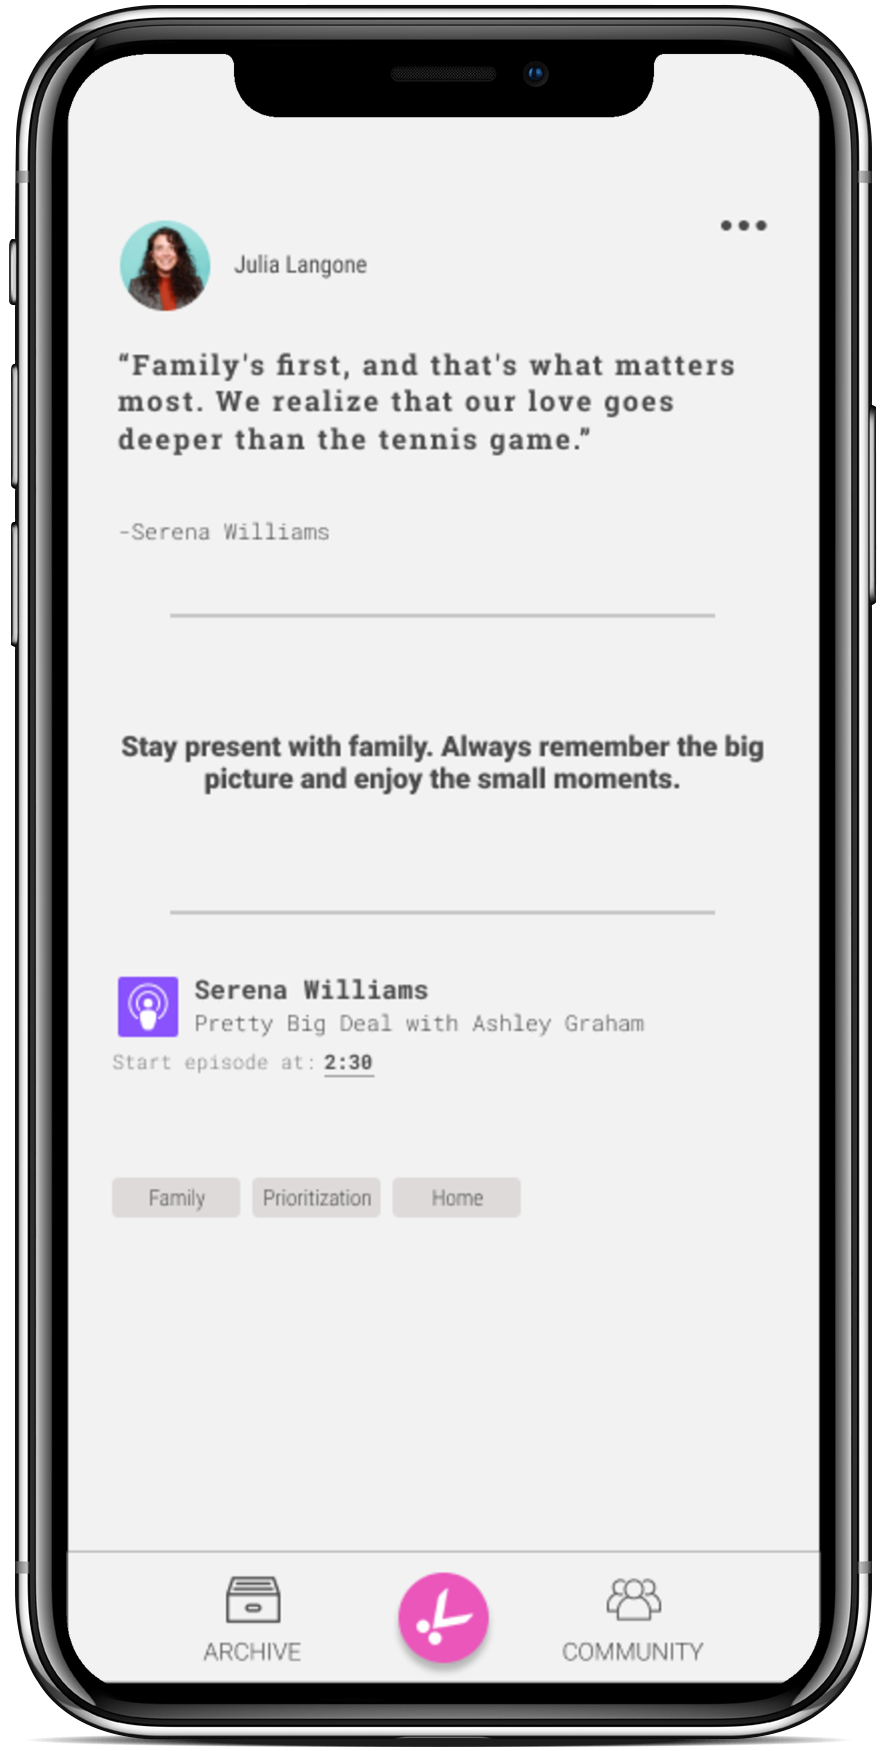 Julia Langone
“Family's first, and that's what matters
most. We realize that our love goes
deeper than the tennis game.”
-Serena Williams
Stay present with family. Always remember the big
picture and enjoy the small moments.
Serena Williams
Pretty Big Deal with Ashley Graham
Start episode at: 2:30
Family Prioritization Home
ARCHIVE COMMUNITY